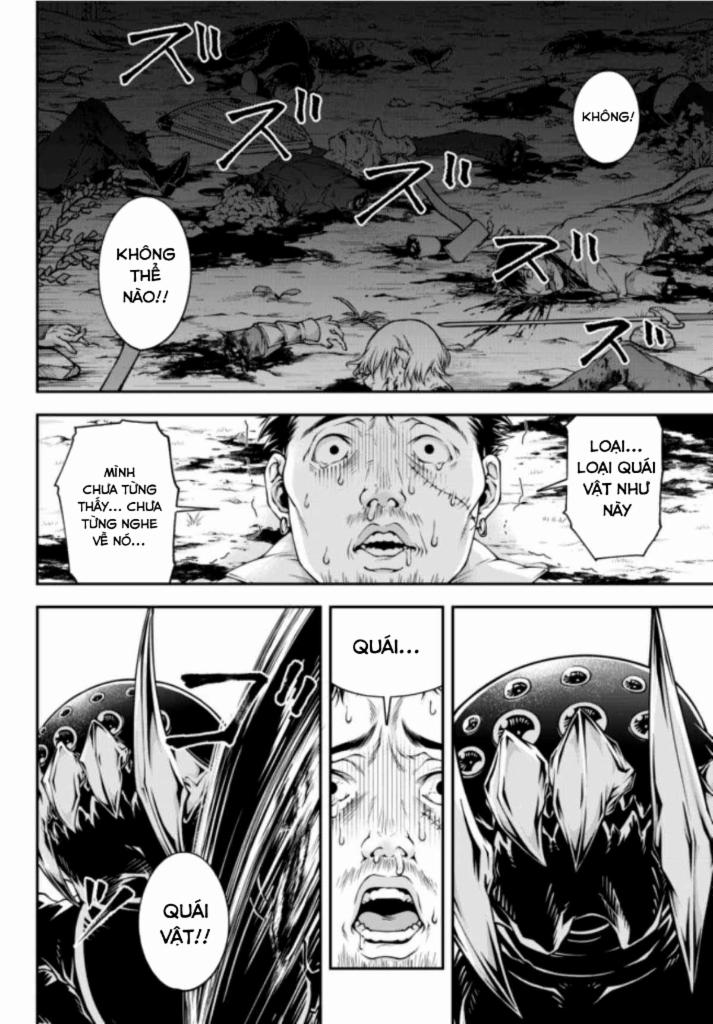 KHÔNG!
KHÔNG
THỂ
NÀO!!
ズ
ズ
ズ
ズ
ズ
ズ
LOẠI...
LOẠI QUÁI
VẬT NHƯ
NÀY
MÌNH
CHƯA TỪNG
THẤY... CHƯA
TỪNG NGHE
VỀ NÓ...
QUÁI...
QUÁI
VẬT!!